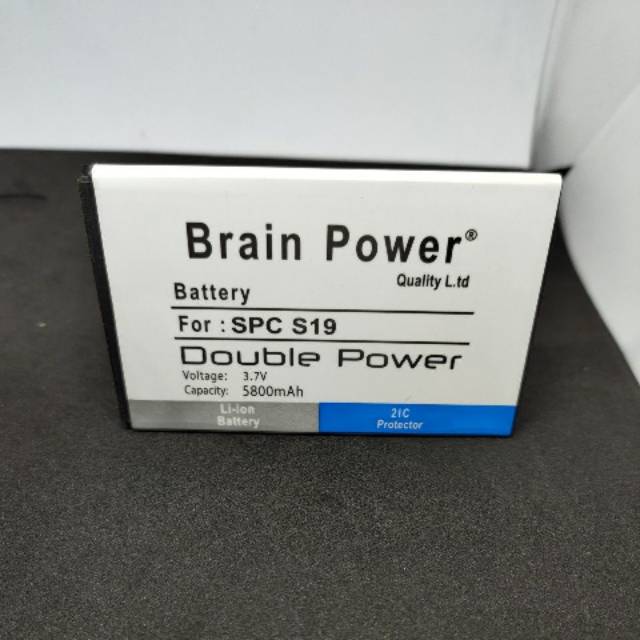 Brain Power®
Quality L.td
Battery
For : SPC S19
Double Power
Voltage: 3.7V
Capacity: 5800mAh
Li-ion
Battery
2IC
Protector